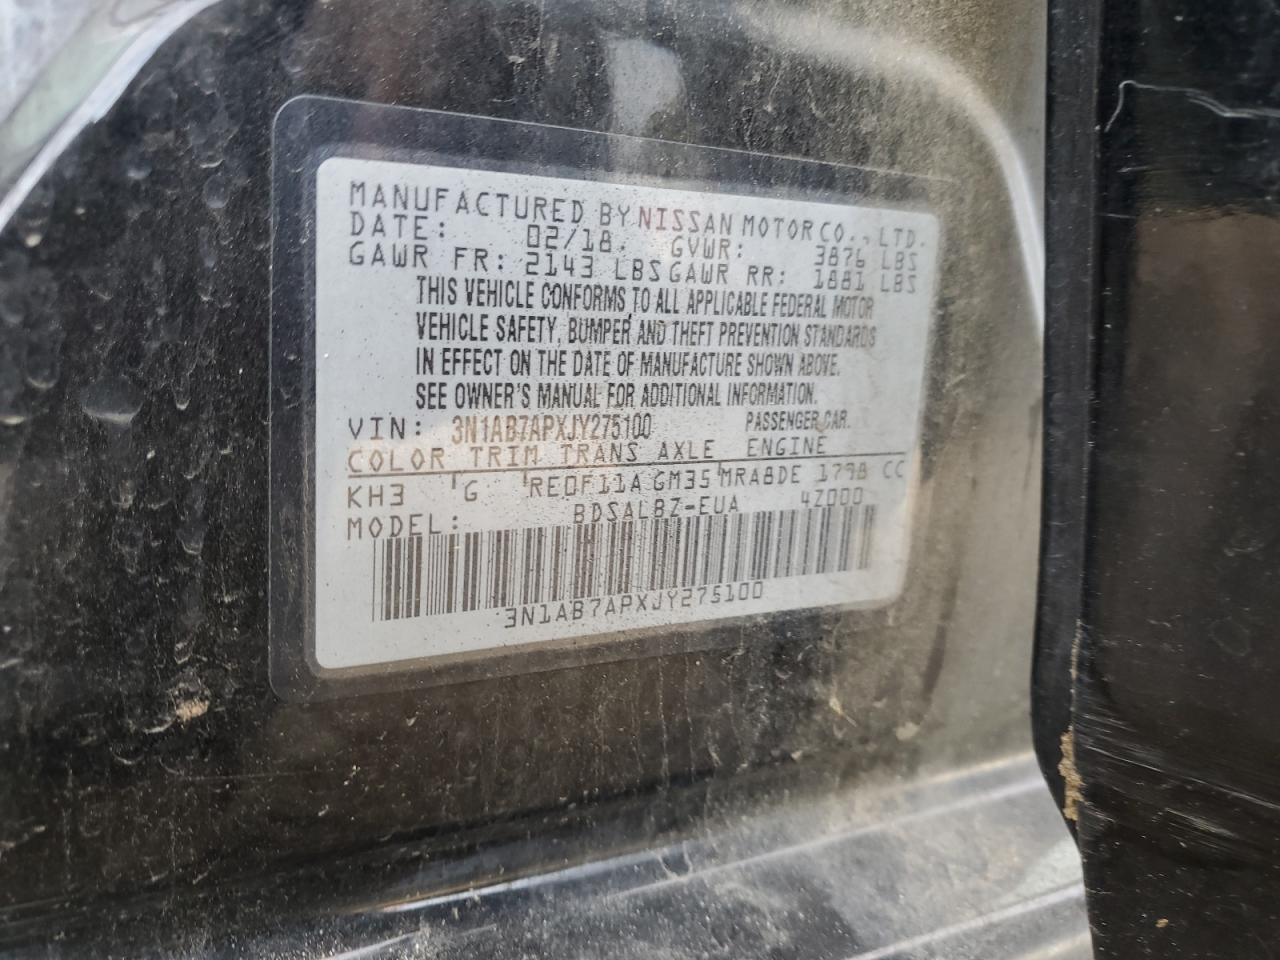 MANUFACTURED BY NISSAN MOTOR CO., LTD.
DATE: 02/18 GVWR: 3876 LBS
GAWR FR: 2143 LBS GAWR RR: 1881 LBS
THIS VEHICLE CONFORMS TO ALL APPLICABLE FEDERAL MOTOR
VEHICLE SAFETY, BUMPER, AND THEFT PREVENTION STANDARDS
IN EFFECT ON THE DATE OF MANUFACTURE SHOWN ABOVE.
SEE OWNER'S MANUAL FOR ADDITIONAL INFORMATION.
VIN: 3N1AB7APXJY275100 PASSENGER CAR.
COLOR TRIM TRANS AXLE ENGINE
KH3 G RE0F11A GM35 MRA8DE 1798 CC
MODEL: BDSALBZ-EUA 4Z000
3N1AB7APXJY275100